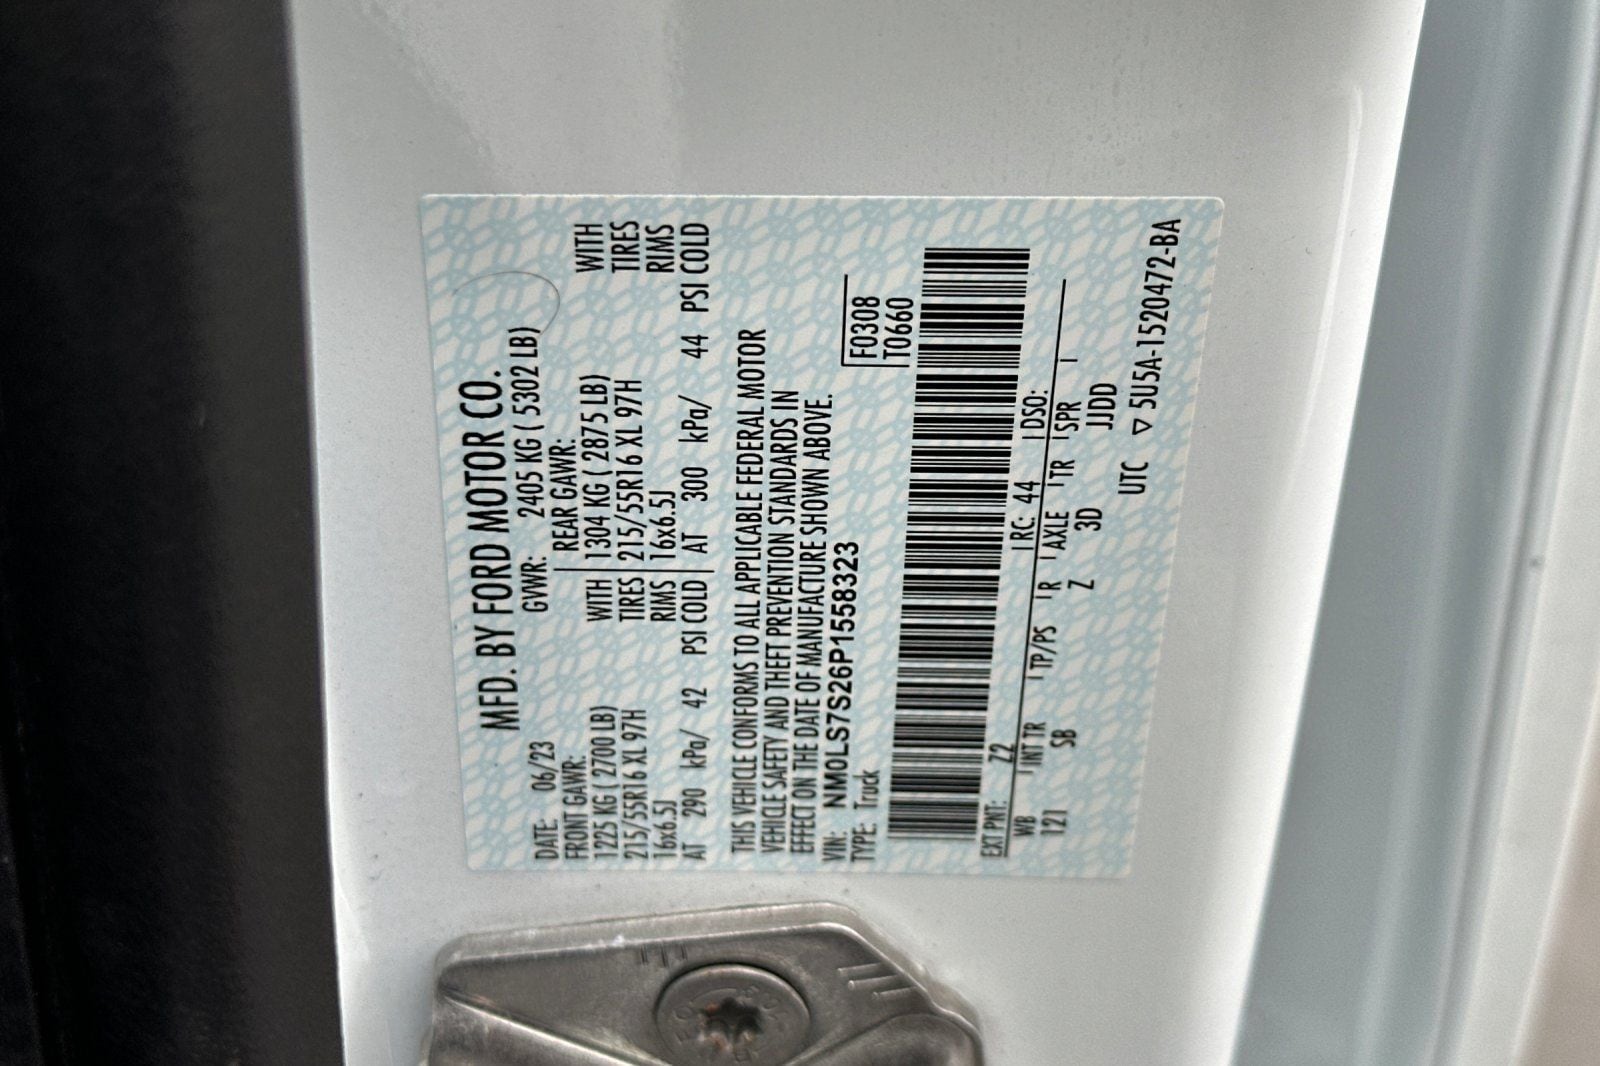 MFD. BY FORD MOTOR CO.
DATE: 06/23 GVWR: 2405 KG ( 5302 LB)
FRONT GAWR: REAR GAWR:
1225 KG ( 2700 LB) WITH 1304 KG ( 2875 LB) WITH
215/55R16 XL 97H TIRES 215/55R16 XL 97H TIRES
16x6.5J RIMS 16x6.5J RIMS
AT 290 kPa/ 42 PSI COLD AT 300 kPa/ 44 PSI COLD
THIS VEHICLE CONFORMS TO ALL APPLICABLE FEDERAL MOTOR
VEHICLE SAFETY AND THEFT PREVENTION STANDARDS IN
EFFECT ON THE DATE OF MANUFACTURE SHOWN ABOVE.
VIN: NM0LS7S26P1558323 F0308
TYPE: Truck T0660
EXT PNT: Z2 RC: 44 DSO:
WB INT TR TP/PS R AXLE TR SPR
121 SB Z 3D JJDD
UTC ▽ 5U5A-1520472-BA